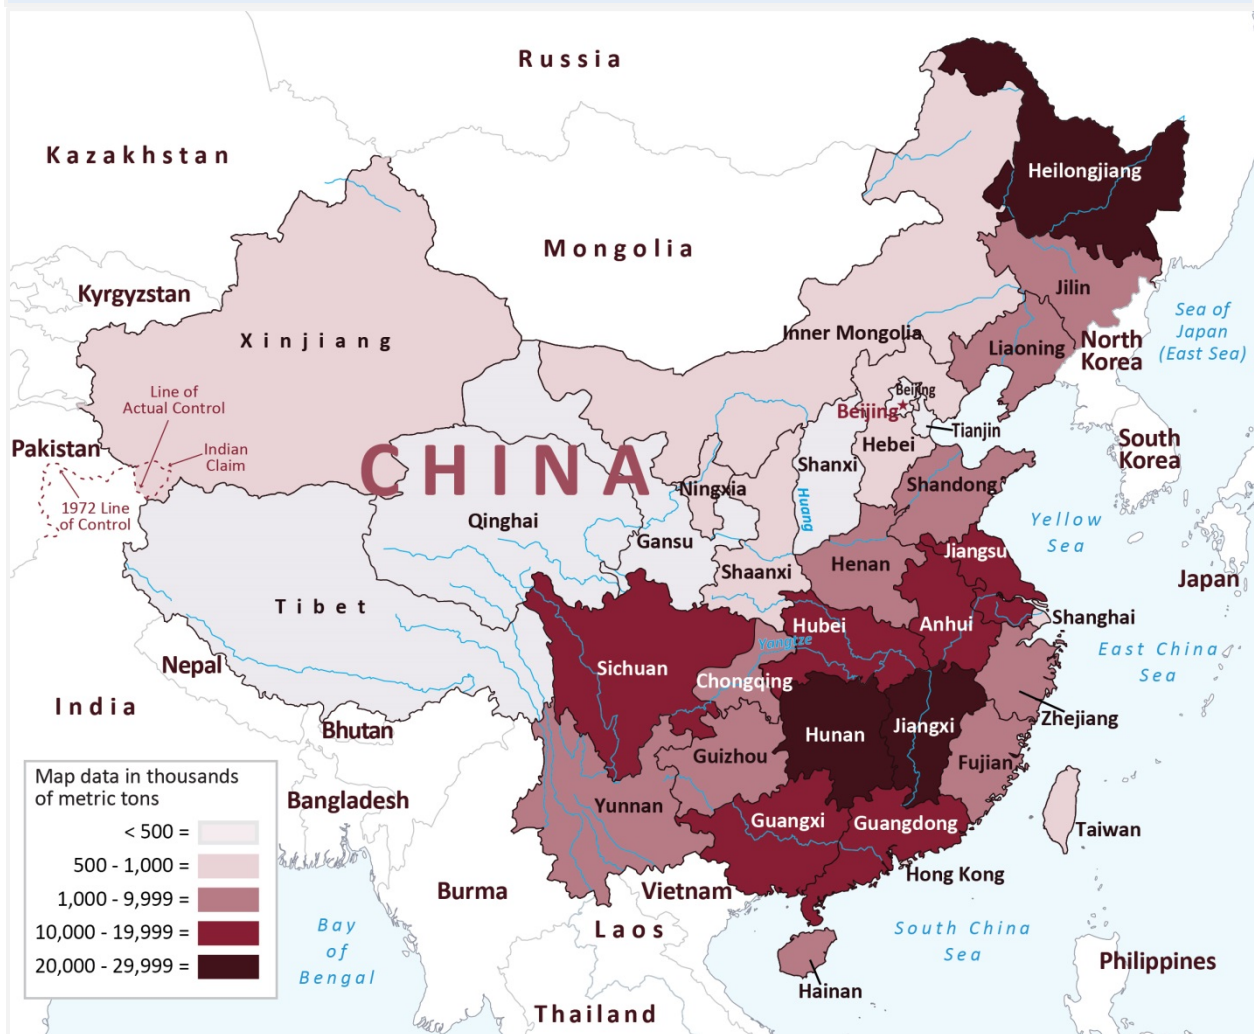 Russia
Kazakhstan
Heilongjiang
Mongolia
Kyrgyzstan
Jilin
Sea of
Japan
(East Sea)
Xinjiang
Inner Mongolia
Liaoning
North
Korea
Line of
Actual Control
Beijing
Beijing
Pakistan
Indian
Claim
CHINA
Hebei
Tianjin
South
Korea
1972 Line
of Control
Ningxia
Shanxi
Huang
Shandong
Qinghai
Gansu
Yellow
Sea
Shaanxi
Henan
Jiangsu
Japan
Tibet
Hubei
Anhui
Shanghai
Yangtze
East China
Sea
Nepal
Sichuan
Chongqing
India
Bhutan
Hunan
Jiangxi
Zhejiang
Guizhou
Fujian
Map data in thousands
of metric tons
< 500 =
500 - 1,000 =
1,000 - 9,999 =
10,000 - 19,999 =
20,000 - 29,999 =
Bangladesh
Yunnan
Guangxi
Guangdong
Taiwan
Hong Kong
Burma
Vietnam
Laos
Bay
of
Bengal
South China
Sea
Philippines
Hainan
Thailand